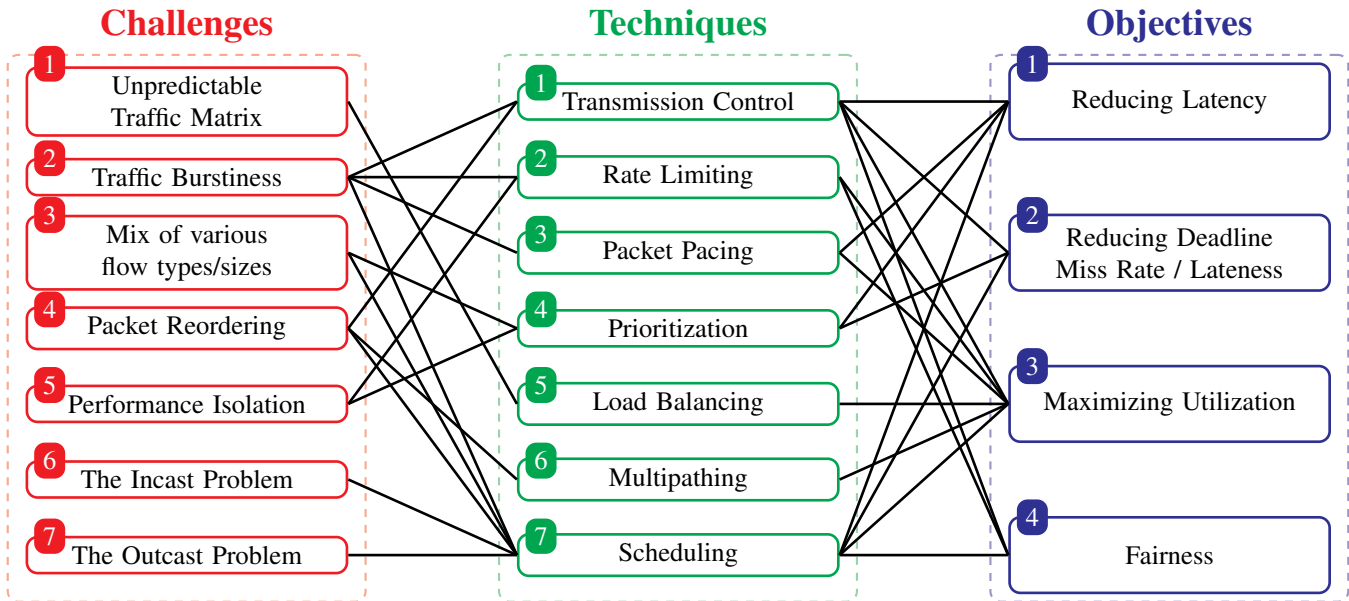 Challenges
1
Unpredictable
Traffic Matrix
2
Traffic Burstiness
3
Mix of various
flow types/sizes
4
Packet Reordering
5
Performance Isolation
6
The Incast Problem
7
The Outcast Problem
Techniques
1
Transmission Control
2
Rate Limiting
3
Packet Pacing
4
Prioritization
5
Load Balancing
6
Multipathing
7
Scheduling
Objectives
1
Reducing Latency
2
Reducing Deadline
Miss Rate / Lateness
3
Maximizing Utilization
4
Fairness